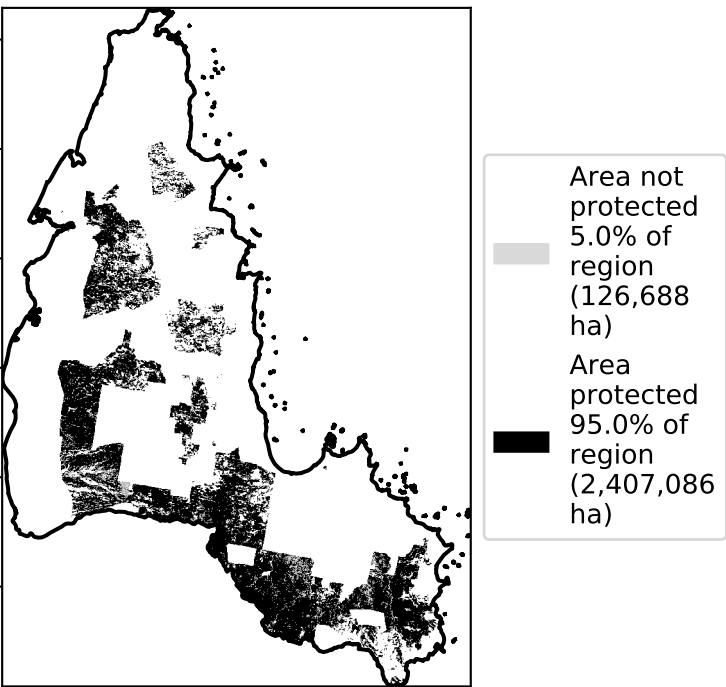 Area not
protected
5.0% of
region
(126,688
ha)
Area
protected
95.0% of
region
(2,407,086
ha)